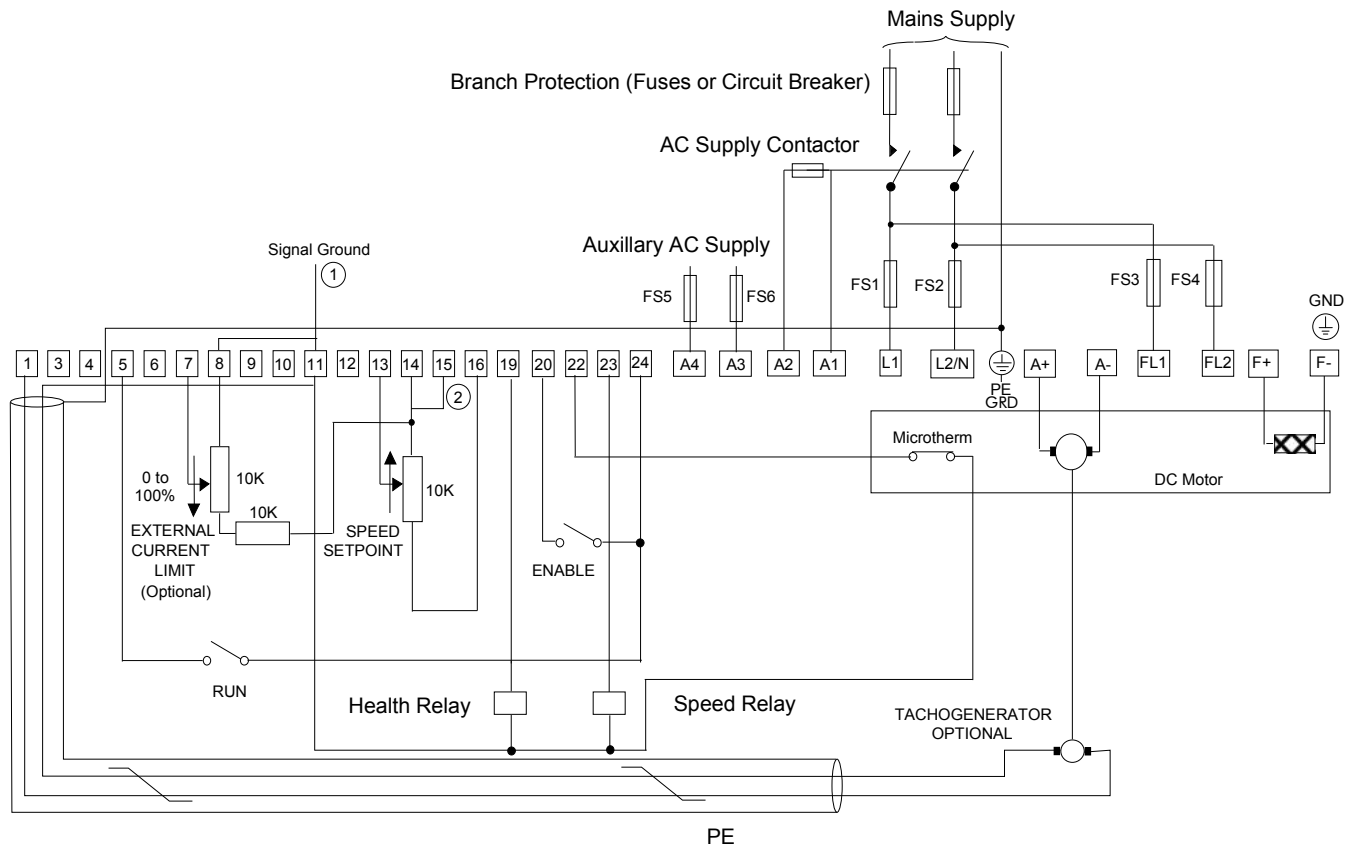 Mains Supply
Branch Protection (Fuses or Circuit Breaker)
AC Supply Contactor
Signal Ground
1
Auxillary AC Supply
FS5
FS6
FS1
FS2
FS3
FS4
GND
1 3 4 5 6 7 8 9 10 11 12 13 14 15 16 19 20 22 23 24 A4 A3 A2 A1 L1 L2/N A+ A- FL1 FL2 F+ F-
PE
GRD
2
0 to
100%
10K
10K
EXTERNAL
CURRENT
LIMIT
(Optional)
SPEED
SETPOINT
10K
ENABLE
Microtherm
DC Motor
RUN
Health Relay
Speed Relay
TACHOGENERATOR
OPTIONAL
PE